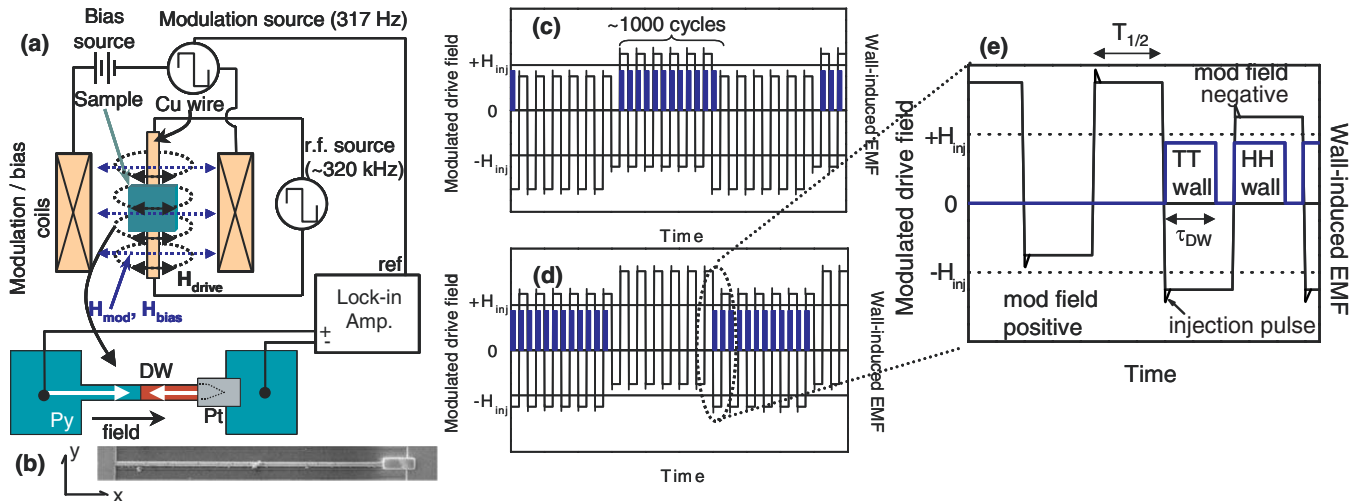 (a)
Bias
source
Modulation source (317 Hz)
Sample
Cu wire
r.f. source
(~320 kHz)
Modulation / bias
coils
H_drive
H_mod, H_bias
ref
Lock-in
Amp.
+
-
DW
Py
Pt
field
(b)
y
x
(c)
~1000 cycles
Modulated drive field
+H_inj
0
-H_inj
Wall-induced EMF
Time
(d)
Modulated drive field
+H_inj
0
-H_inj
Wall-induced EMF
Time
(e)
T_1/2
mod field
negative
Modulated drive field
+H_inj
0
-H_inj
TT
wall
HH
wall
τ_DW
mod field
positive
injection pulse
Wall-induced EMF
Time